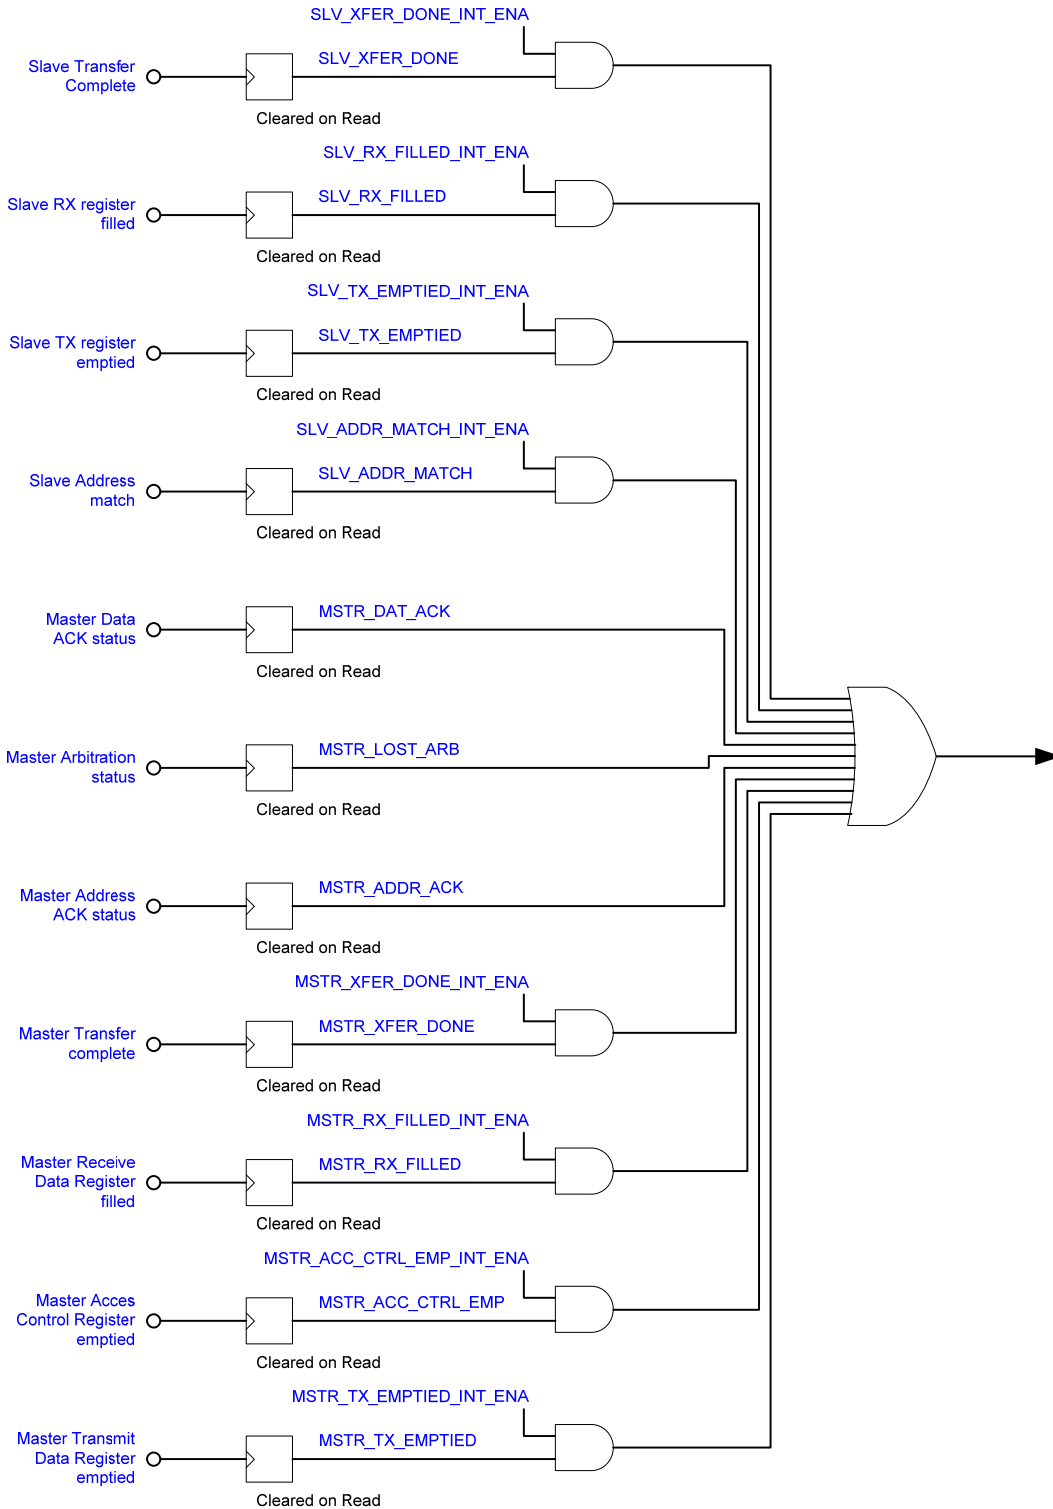 SLV_XFER_DONE_INT_ENA
SLV_XFER_DONE
Slave Transfer
Complete
Cleared on Read
SLV_RX_FILLED_INT_ENA
SLV_RX_FILLED
Slave RX register
filled
Cleared on Read
SLV_TX_EMPTIED_INT_ENA
SLV_TX_EMPTIED
Slave TX register
emptied
Cleared on Read
SLV_ADDR_MATCH_INT_ENA
SLV_ADDR_MATCH
Slave Address
match
Cleared on Read
MSTR_DAT_ACK
Master Data
ACK status
Cleared on Read
MSTR_LOST_ARB
Master Arbitration
status
Cleared on Read
MSTR_ADDR_ACK
Master Address
ACK status
Cleared on Read
MSTR_XFER_DONE_INT_ENA
MSTR_XFER_DONE
Master Transfer
complete
Cleared on Read
MSTR_RX_FILLED_INT_ENA
MSTR_RX_FILLED
Master Receive
Data Register
filled
Cleared on Read
MSTR_ACC_CTRL_EMP_INT_ENA
MSTR_ACC_CTRL_EMP
Master Acces
Control Register
emptied
Cleared on Read
MSTR_TX_EMPTIED_INT_ENA
MSTR_TX_EMPTIED
Master Transmit
Data Register
emptied
Cleared on Read